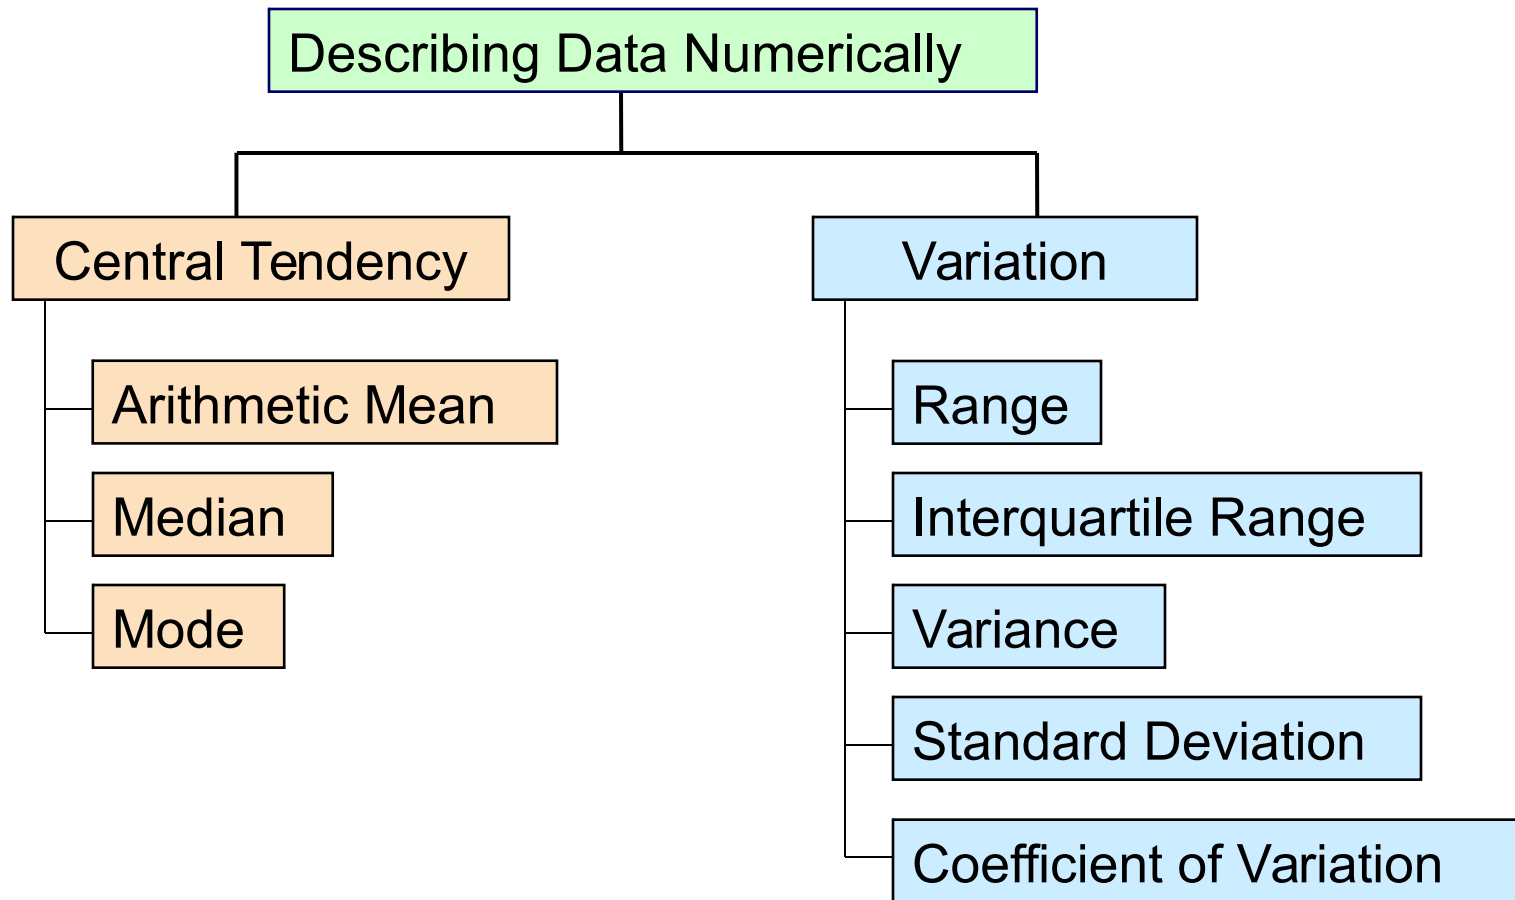 Describing Data Numerically
Central Tendency
Arithmetic Mean
Median
Mode
Variation
Range
Interquartile Range
Variance
Standard Deviation
Coefficient of Variation